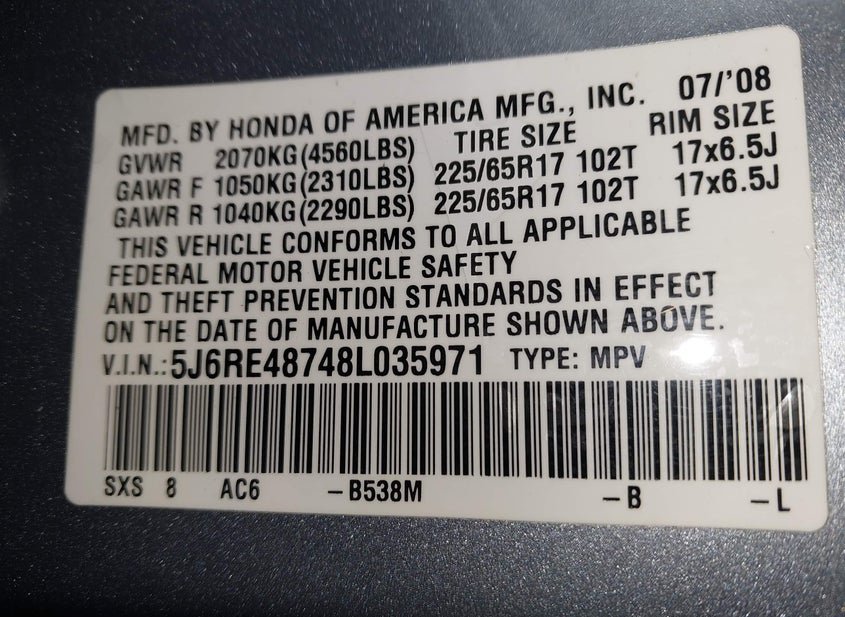 MFD. BY HONDA OF AMERICA MFG., INC. 07/'08
GVWR 2070KG(4560LBS) TIRE SIZE RIM SIZE
GAWR F 1050KG(2310LBS) 225/65R17 102T 17x6.5J
GAWR R 1040KG(2290LBS) 225/65R17 102T 17x6.5J
THIS VEHICLE CONFORMS TO ALL APPLICABLE
FEDERAL MOTOR VEHICLE SAFETY
AND THEFT PREVENTION STANDARDS IN EFFECT
ON THE DATE OF MANUFACTURE SHOWN ABOVE.
V.I.N.:5J6RE48748L035971 TYPE: MPV
SXS 8 AC6 -B538M -B -L